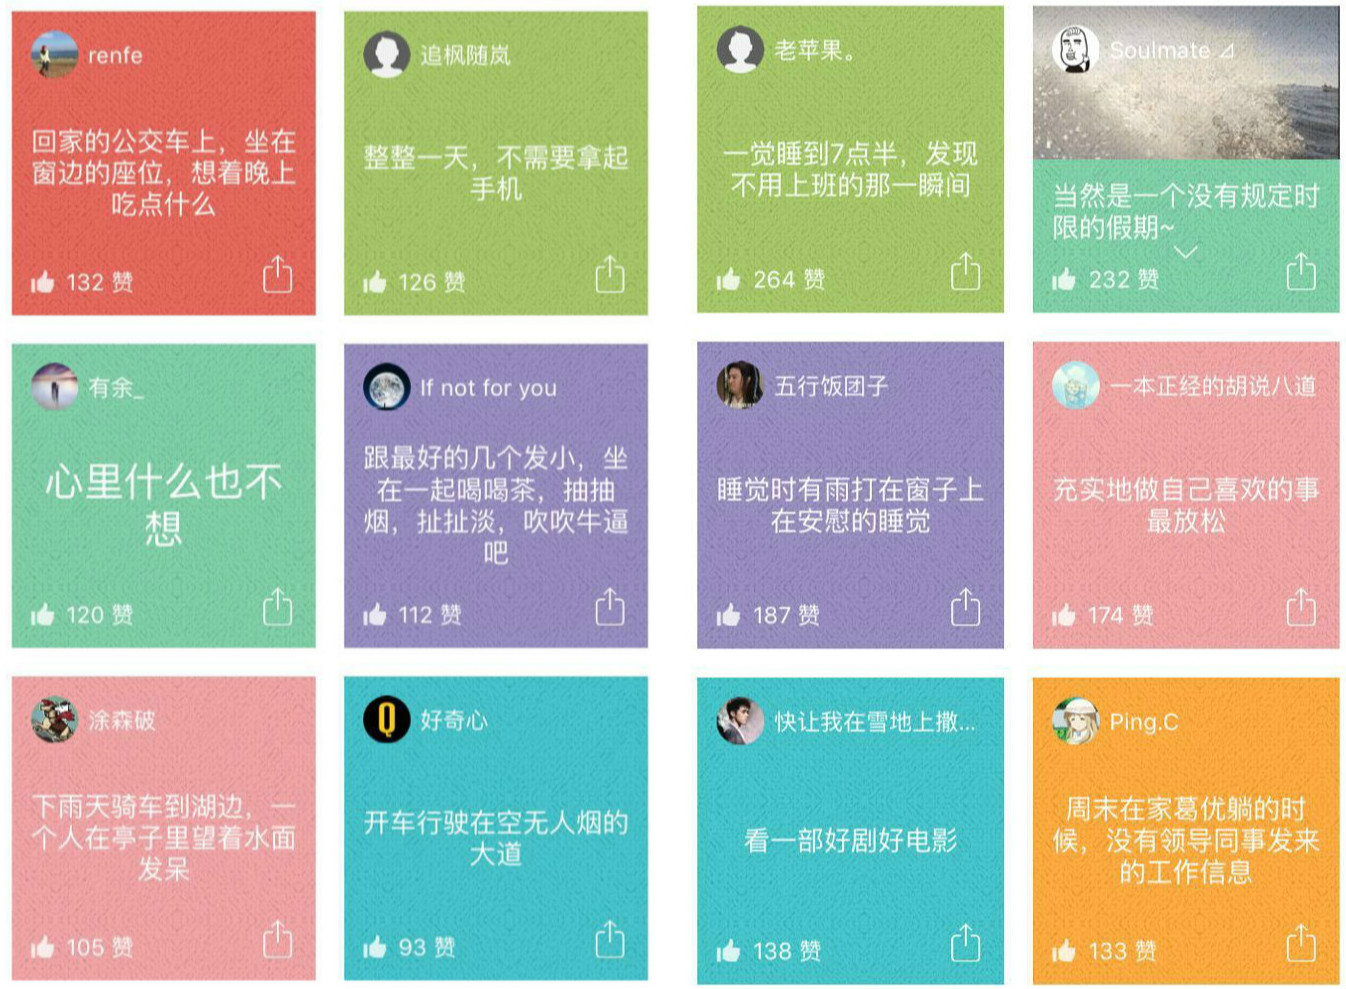 renfe
回家的公交车上，坐在
窗边的座位，想着晚上
吃点什么
132 赞
追枫随岚
整整一天，不需要拿起
手机
126 赞
老苹果。
一觉睡到7点半，发现
不用上班的那一瞬间
264 赞
Soulmate ⊿
当然是一个没有规定时
限的假期~
232 赞
有余_
心里什么也不
想
120 赞
If not for you
跟最好的几个发小，坐
在一起喝喝茶，抽抽
烟，扯扯淡，吹吹牛逼
吧
112 赞
五行饭团子
睡觉时有雨打在窗子上
在安慰的睡觉
187 赞
一本正经的胡说八道
充实地做自己喜欢的事
最放松
174 赞
涂森破
下雨天骑车到湖边，一
个人在亭子里望着水面
发呆
105 赞
Q
好奇心
开车行驶在空无人烟的
大道
93 赞
快让我在雪地上撒...
看一部好剧好电影
138 赞
Ping.C
周末在家葛优躺的时
候，没有领导同事发来
的工作信息
133 赞